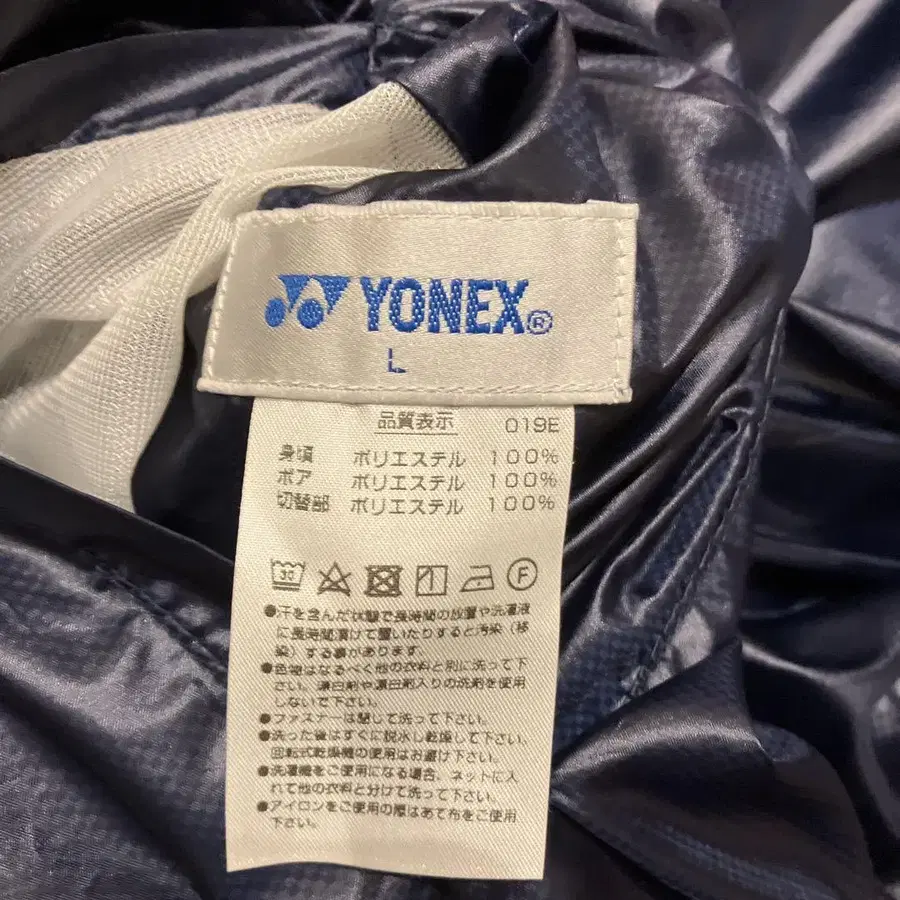 YONEX®
L
品質表示 019E
身頃 ポリエステル 100%
ボア ポリエステル 100%
切替部 ポリエステル 100%
30 F
●汗を含んだ状態で長時間の放置や洗濯液
に長時間漬けて置いたりすると汚染(移
染)する事があります。
●色物はなるべく他の衣料と別に洗って下
さい。漂白剤や漂白剤入りの洗剤を使用
しないで下さい。
●ファスナーは閉じて洗って下さい。
●洗った後はすぐに脱水し乾燥して下さい。
回転式乾燥機の使用はお避け下さい。
●洗濯機をご使用になる場合、ネットに入
れて他の衣料と分けて洗って下さい。
●アイロンをご使用の際はあて布をご使用
下さい。